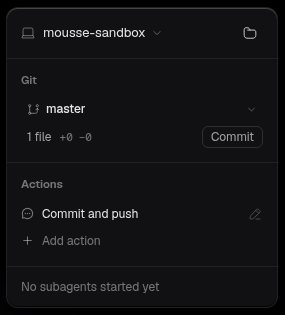 mousse-sandbox
Git
master
1 file +0 −0 Commit
Actions
Commit and push
Add action
No subagents started yet